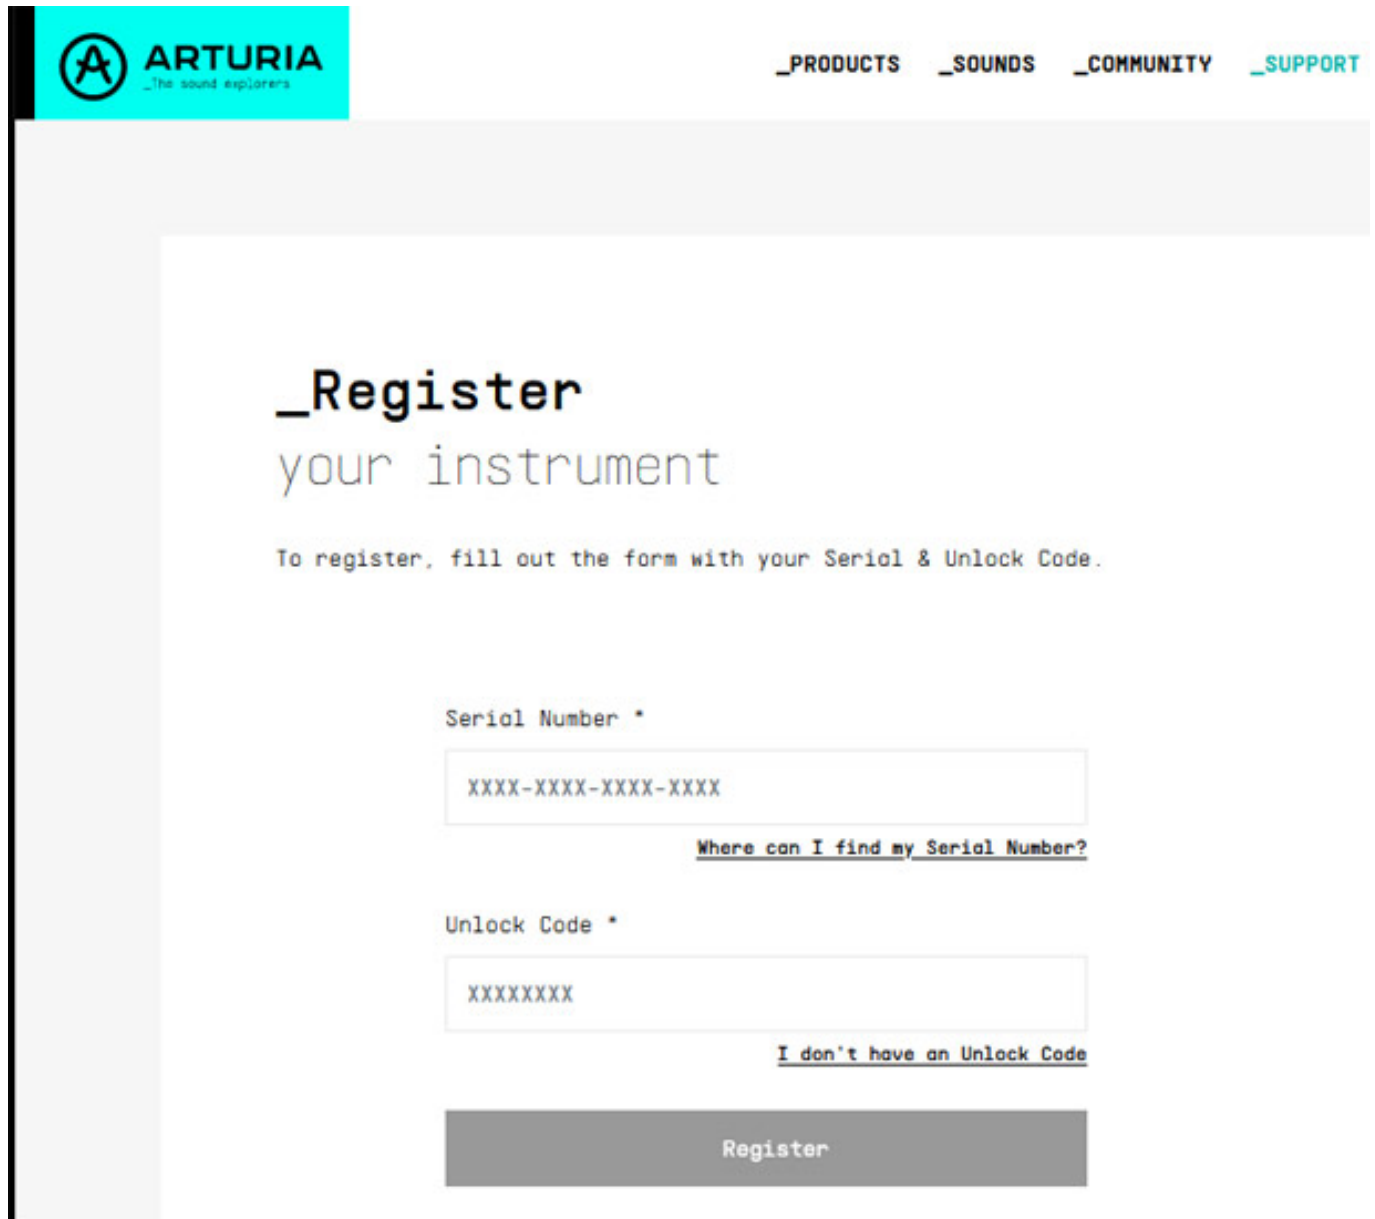 ARTURIA
_The sound explorers
_PRODUCTS _SOUNDS _COMMUNITY _SUPPORT
_Register
your instrument
To register, fill out the form with your Serial & Unlock Code.
Serial Number *
XXXX-XXXX-XXXX-XXXX
Where can I find my Serial Number?
Unlock Code *
XXXXXXXX
I don't have an Unlock Code
Register